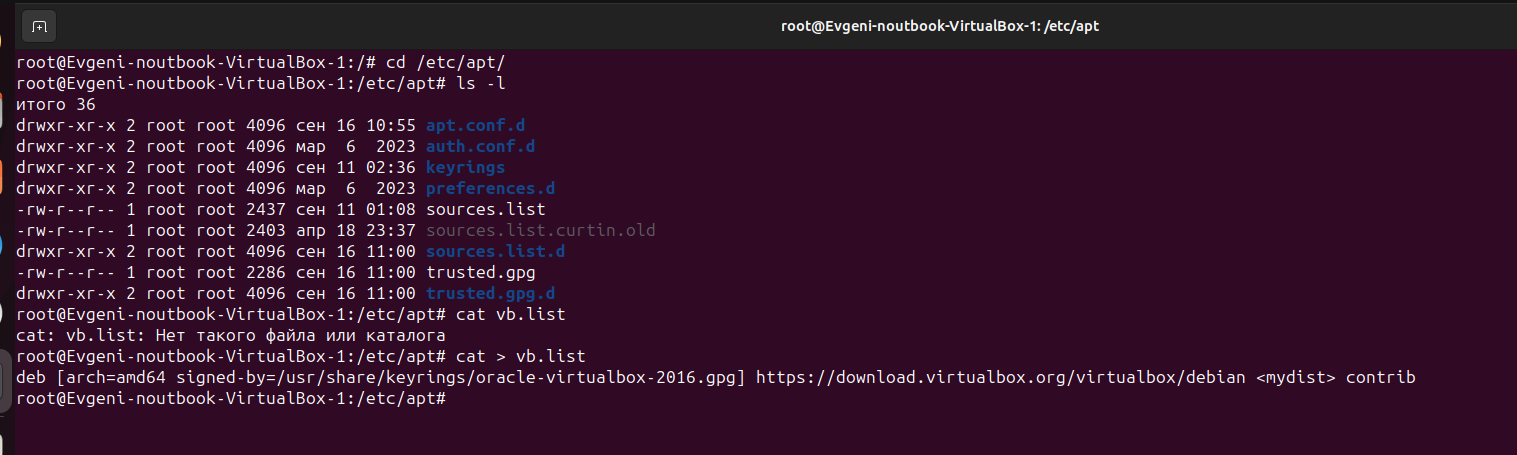 root@Evgeni-noutbook-VirtualBox-1: /etc/apt
root@Evgeni-noutbook-VirtualBox-1:/# cd /etc/apt/
root@Evgeni-noutbook-VirtualBox-1:/etc/apt# ls -l
итого 36
drwxr-xr-x 2 root root 4096 сен 16 10:55 apt.conf.d
drwxr-xr-x 2 root root 4096 мар  6  2023 auth.conf.d
drwxr-xr-x 2 root root 4096 сен 11 02:36 keyrings
drwxr-xr-x 2 root root 4096 мар  6  2023 preferences.d
-rw-r--r-- 1 root root 2437 сен 11 01:08 sources.list
-rw-r--r-- 1 root root 2403 апр 18 23:37 sources.list.curtin.old
drwxr-xr-x 2 root root 4096 сен 16 11:00 sources.list.d
-rw-r--r-- 1 root root 2286 сен 16 11:00 trusted.gpg
drwxr-xr-x 2 root root 4096 сен 16 11:00 trusted.gpg.d
root@Evgeni-noutbook-VirtualBox-1:/etc/apt# cat vb.list
cat: vb.list: Нет такого файла или каталога
root@Evgeni-noutbook-VirtualBox-1:/etc/apt# cat > vb.list
deb [arch=amd64 signed-by=/usr/share/keyrings/oracle-virtualbox-2016.gpg] https://download.virtualbox.org/virtualbox/debian <mydist> contrib
root@Evgeni-noutbook-VirtualBox-1:/etc/apt#